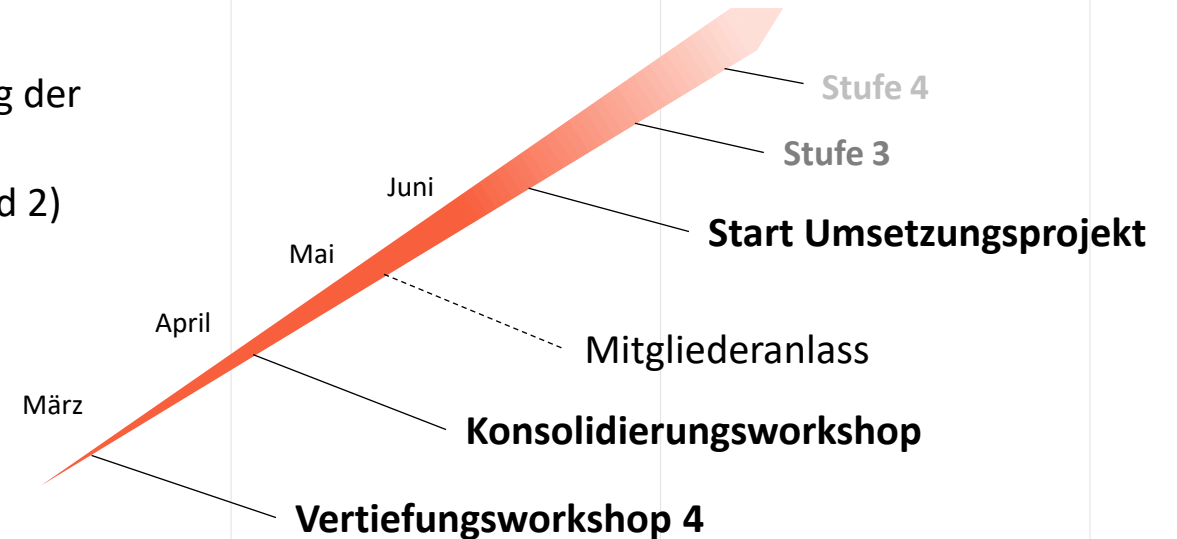 g der
d 2)
Stufe 4
Stufe 3
Juni
Start Umsetzungsprojekt
Mai
April
Mitgliederanlass
März
Konsolidierungsworkshop
Vertiefungsworkshop 4